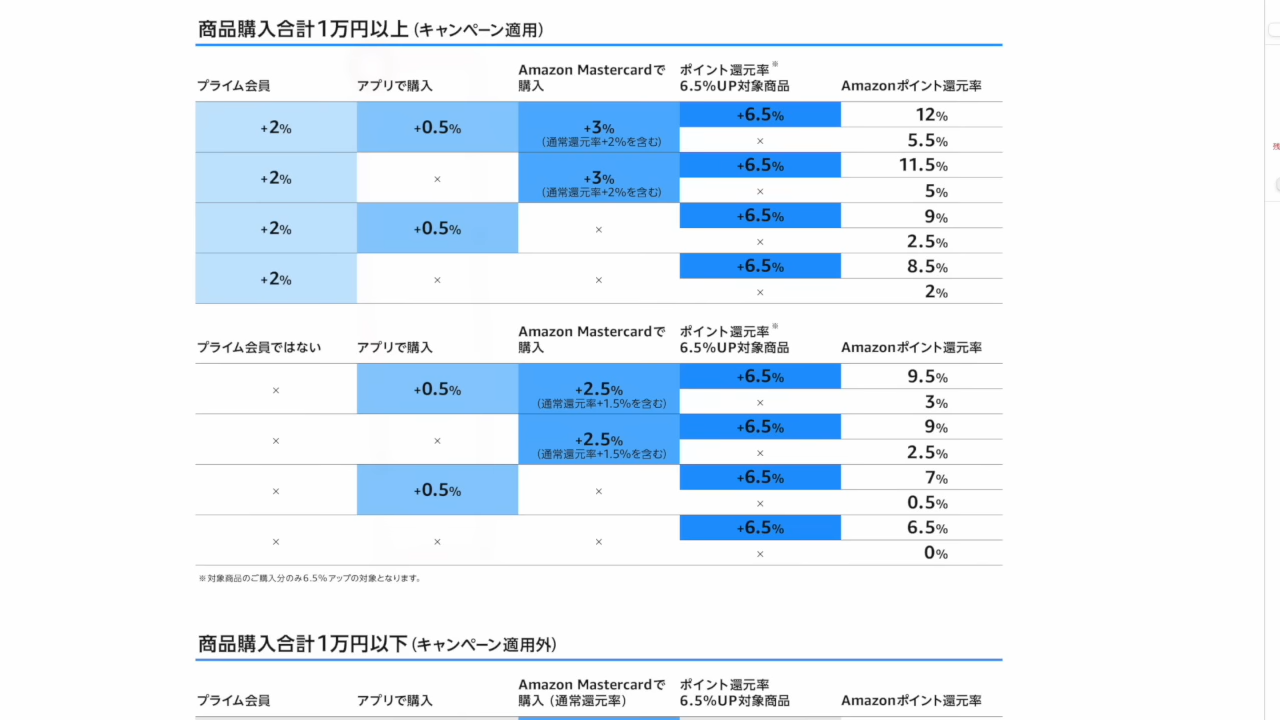 商品購入合計1万円以上(キャンペーン適用)
プライム会員 アプリで購入 Amazon Mastercardで購入 ポイント還元率※ 6.5%UP対象商品 Amazonポイント還元率
+2% +0.5% +3% (通常還元率+2%を含む) +6.5% 12%
× 5.5%
+2% × +3% (通常還元率+2%を含む) +6.5% 11.5%
× 5%
+2% +0.5% × +6.5% 9%
× 2.5%
+2% × × +6.5% 8.5%
× 2%
プライム会員ではない アプリで購入 Amazon Mastercardで購入 ポイント還元率※ 6.5%UP対象商品 Amazonポイント還元率
× +0.5% +2.5% (通常還元率+1.5%を含む) +6.5% 9.5%
× 3%
× × +2.5% (通常還元率+1.5%を含む) +6.5% 9%
× 2.5%
× +0.5% × +6.5% 7%
× 0.5%
× × × +6.5% 6.5%
× 0%
※対象商品のご購入分のみ6.5%アップの対象となります。
商品購入合計1万円以下(キャンペーン適用外)
プライム会員 アプリで購入 Amazon Mastercardで購入(通常還元率) ポイント還元率 6.5%UP対象商品 Amazonポイント還元率
残